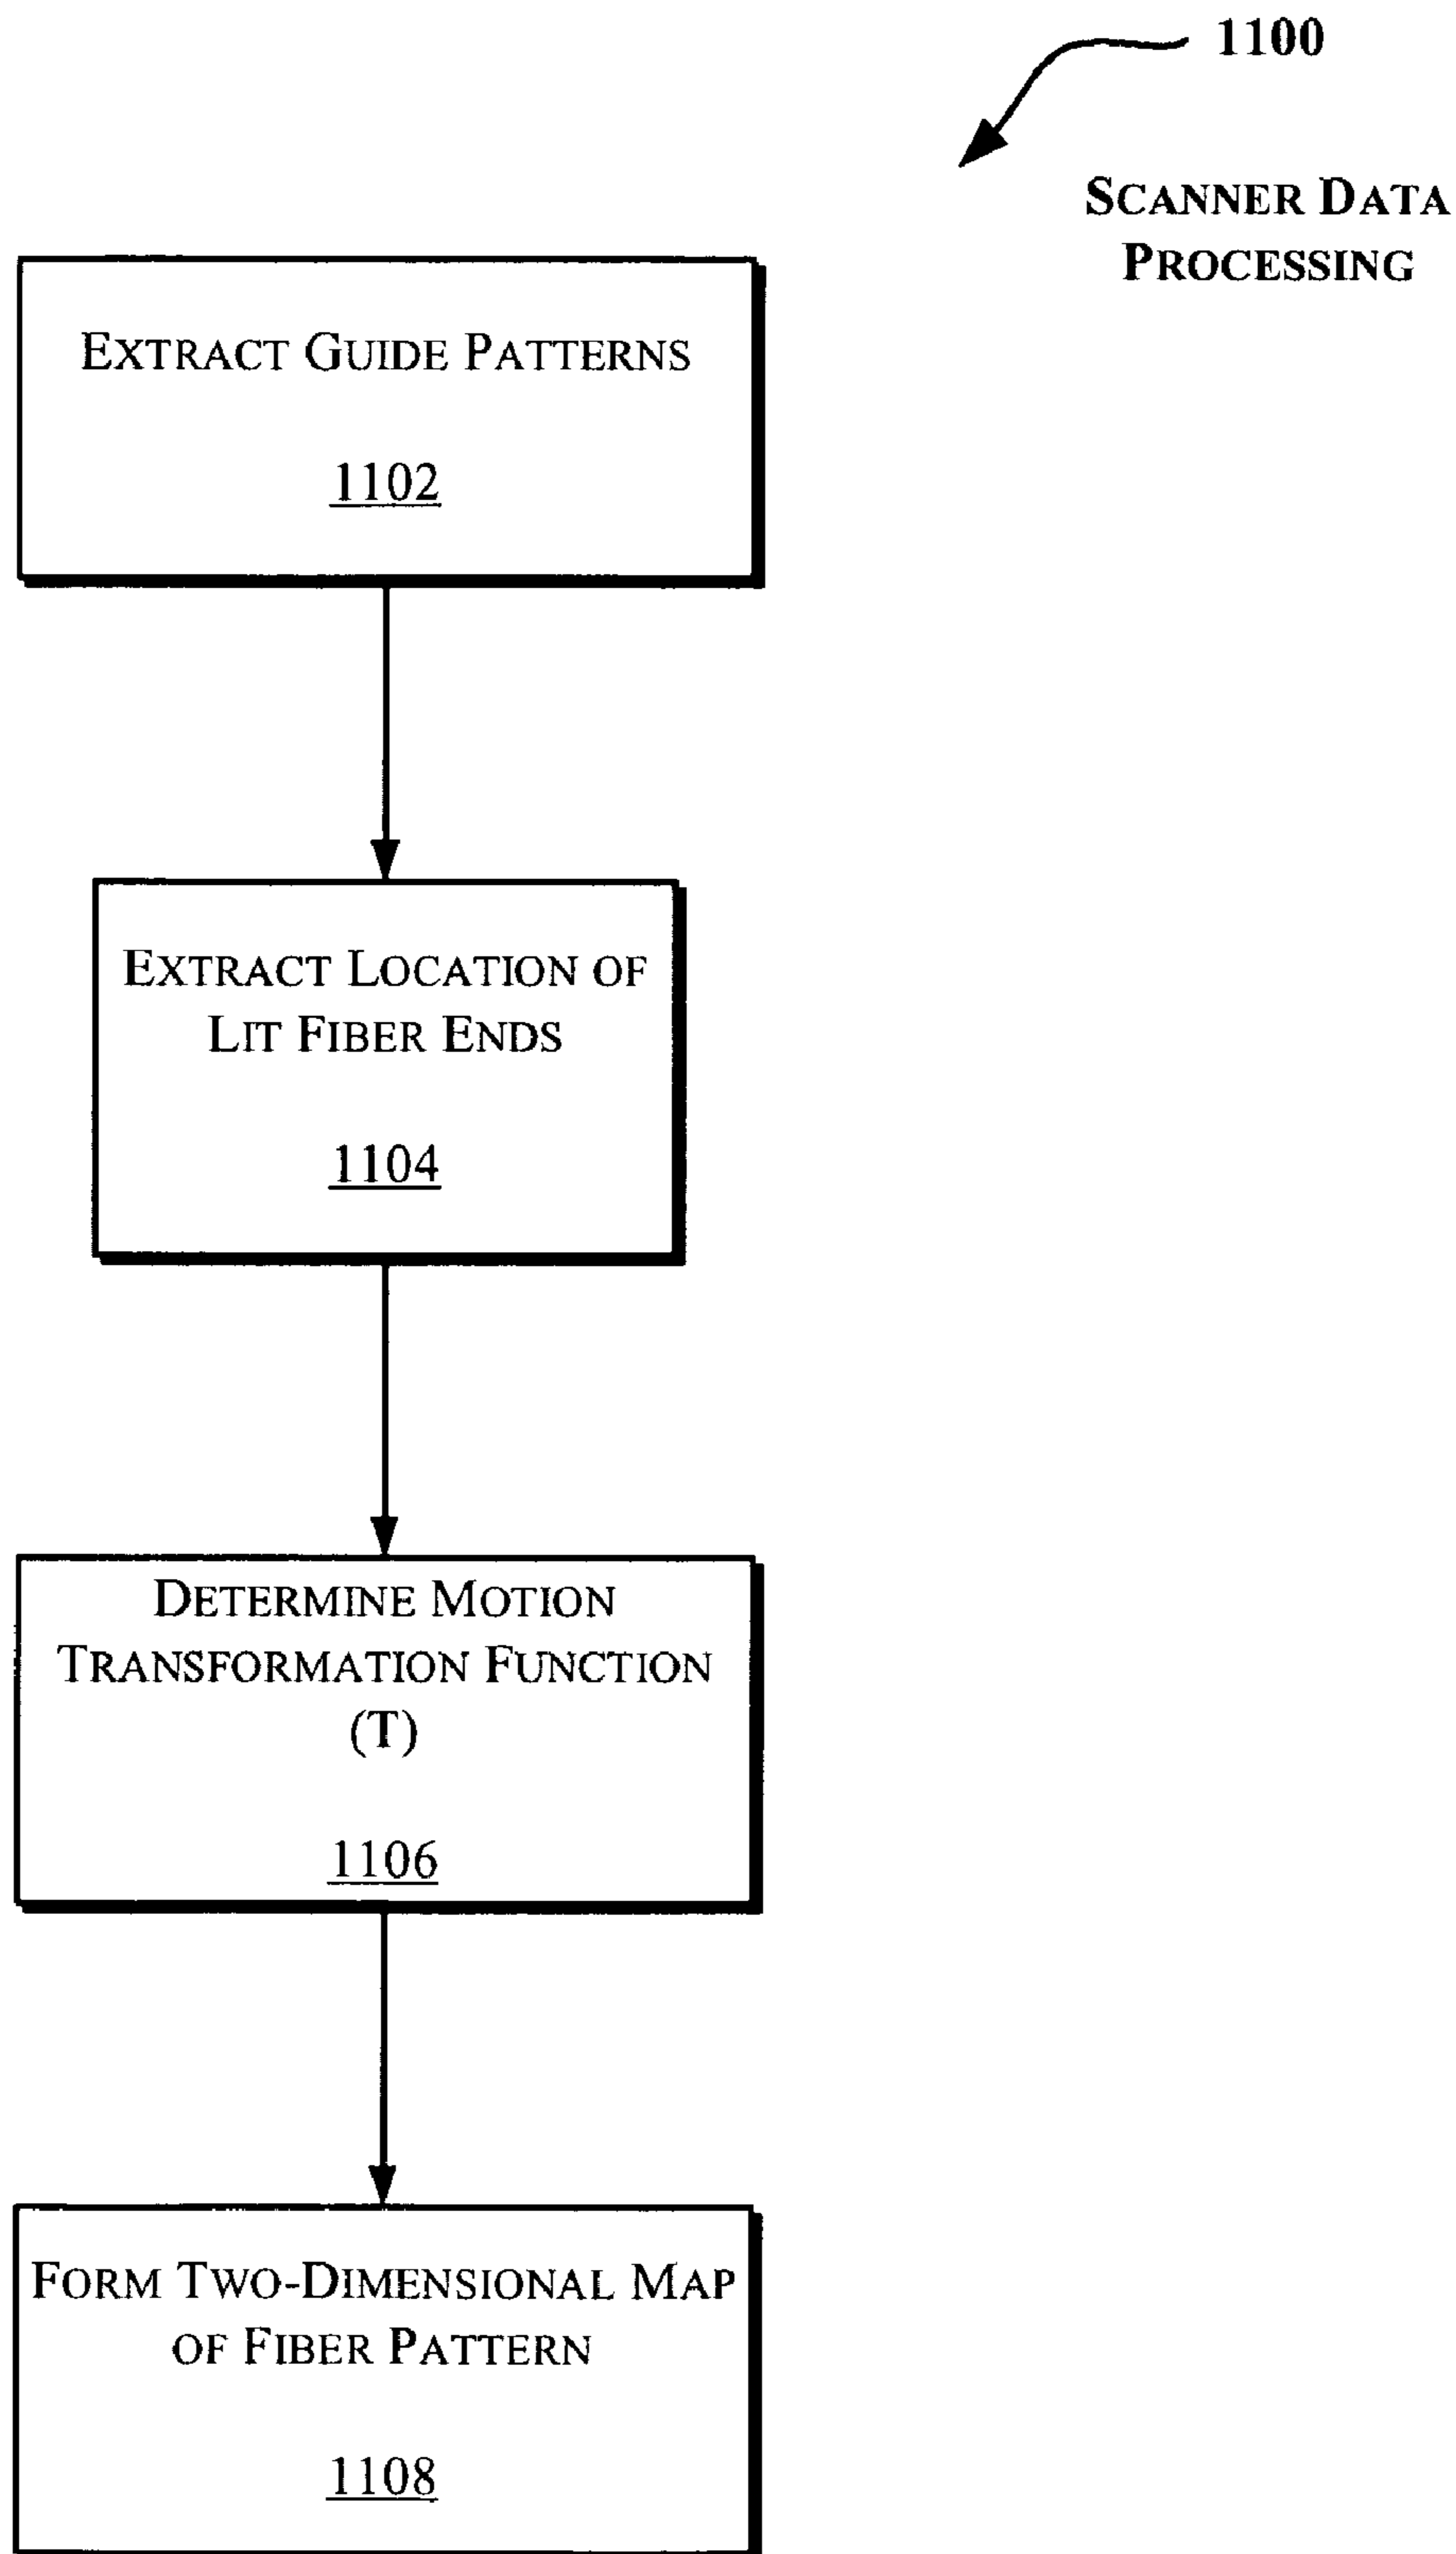 1100
SCANNER DATA
PROCESSING
EXTRACT GUIDE PATTERNS
1102
EXTRACT LOCATION OF
LIT FIBER ENDS
1104
DETERMINE MOTION
TRANSFORMATION FUNCTION
(T)
1106
FORM TWO-DIMENSIONAL MAP
OF FIBER PATTERN
1108